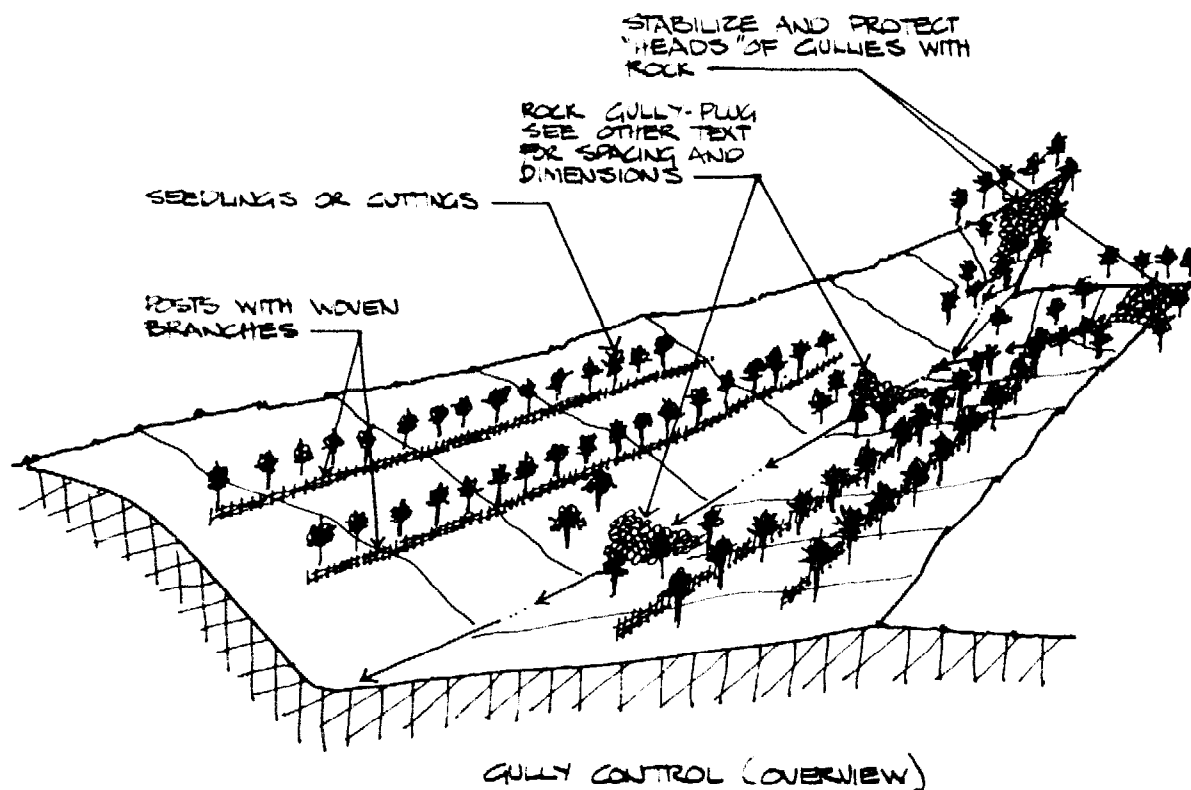 STABILIZE AND PROTECT
"HEADS" OF GULLIES WITH
ROCK
ROCK GULLY-PLUG
SEE OTHER TEXT
FOR SPACING AND
DIMENSIONS
SEEDLINGS OR CUTTINGS
POSTS WITH WOVEN
BRANCHES
GULLY CONTROL (OVERVIEW)